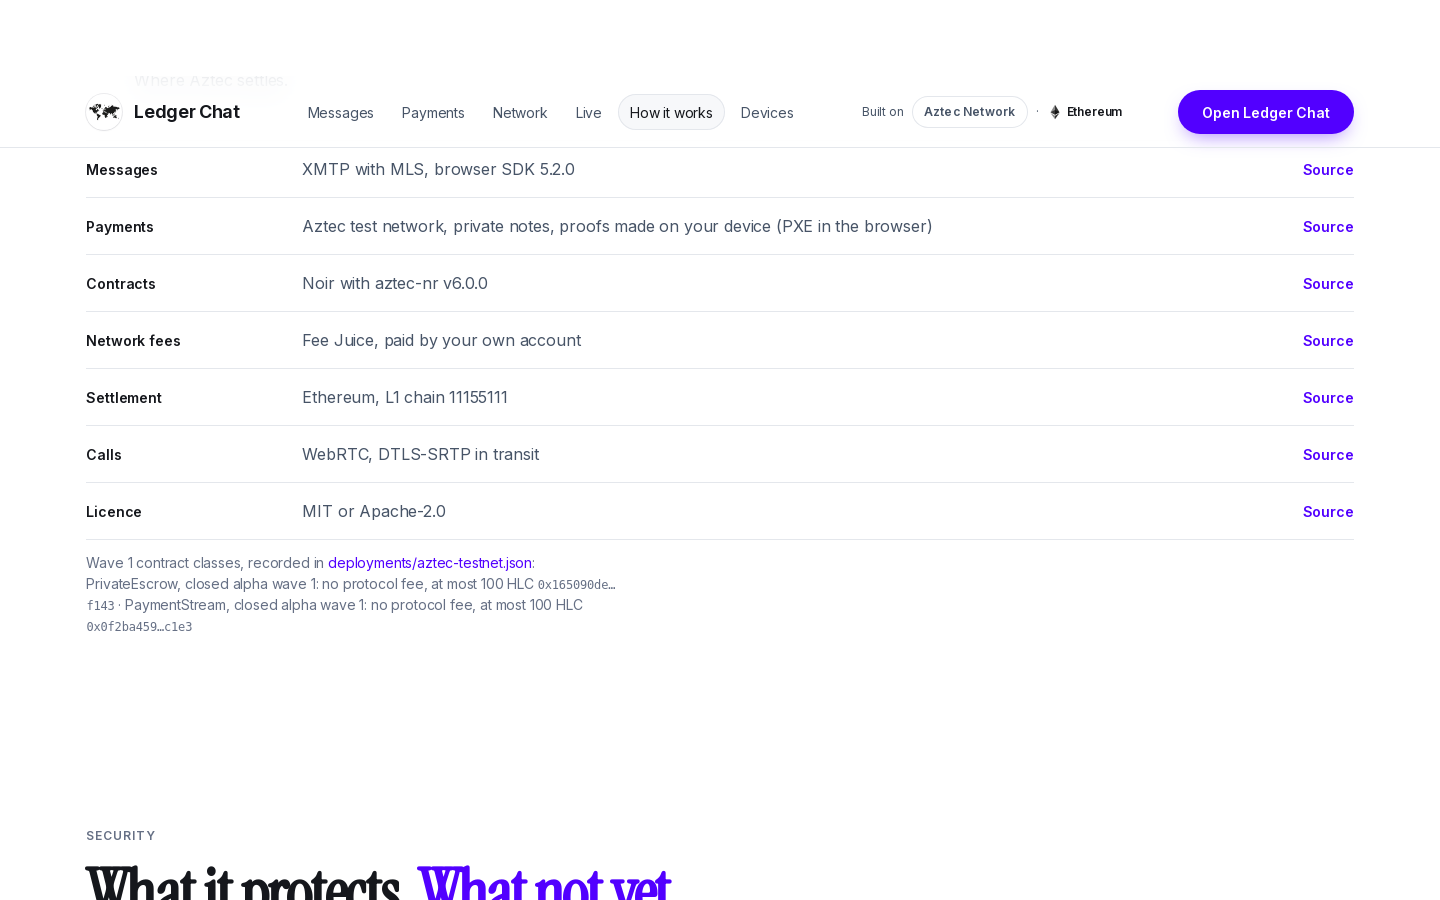 Where Aztec settles.
Ledger Chat
Messages
Payments
Network
Live
How it works
Devices
Built on
Aztec Network
·
Ethereum
Open Ledger Chat
Messages
XMTP with MLS, browser SDK 5.2.0
Source
Payments
Aztec test network, private notes, proofs made on your device (PXE in the browser)
Source
Contracts
Noir with aztec-nr v6.0.0
Source
Network fees
Fee Juice, paid by your own account
Source
Settlement
Ethereum, L1 chain 11155111
Source
Calls
WebRTC, DTLS-SRTP in transit
Source
Licence
MIT or Apache-2.0
Source
Wave 1 contract classes, recorded in deployments/aztec-testnet.json:
PrivateEscrow, closed alpha wave 1: no protocol fee, at most 100 HLC 0x165090de…
f143 · PaymentStream, closed alpha wave 1: no protocol fee, at most 100 HLC
0x0f2ba459…c1e3
SECURITY
What it protects. What not yet